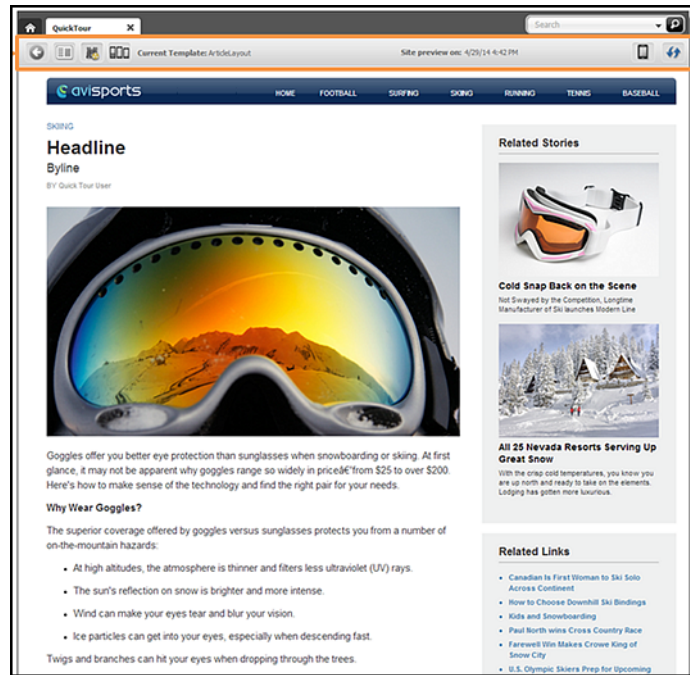 QuickTour X
Search
Current Template: ArticleLayout
Site preview on: 4/29/14 4:42 PM
avisports
HOME FOOTBALL SURFING SKIING RUNNING TENNIS BASEBALL
SKIING
Headline
Byline
BY Quick Tour User
Goggles offer you better eye protection than sunglasses when snowboarding or skiing. At first
glance, it may not be apparent why goggles range so widely in priceâ€“from $25 to over $200.
Here's how to make sense of the technology and find the right pair for your needs.
Why Wear Goggles?
The superior coverage offered by goggles versus sunglasses protects you from a number of
on-the-mountain hazards:
• At high altitudes, the atmosphere is thinner and filters less ultraviolet (UV) rays.
• The sun's reflection on snow is brighter and more intense.
• Wind can make your eyes tear and blur your vision.
• Ice particles can get into your eyes, especially when descending fast.
Twigs and branches can hit your eyes when dropping through the trees.
Related Stories
Cold Snap Back on the Scene
Not Swayed by the Competition, Longtime
Manufacturer of Ski launches Modern Line
All 25 Nevada Resorts Serving Up
Great Snow
With the crisp cold temperatures, you know you
are up north and ready to take on the elements.
Lodging has gotten more luxurious.
Related Links
• Canadian Is First Woman to Ski Solo
Across Continent
• How to Choose Downhill Ski Bindings
• Kids and Snowboarding
• Paul North wins Cross Country Race
• Farewell Win Makes Crowe King of
Snow City
• U.S. Olympic Skiers Prep for Upcoming